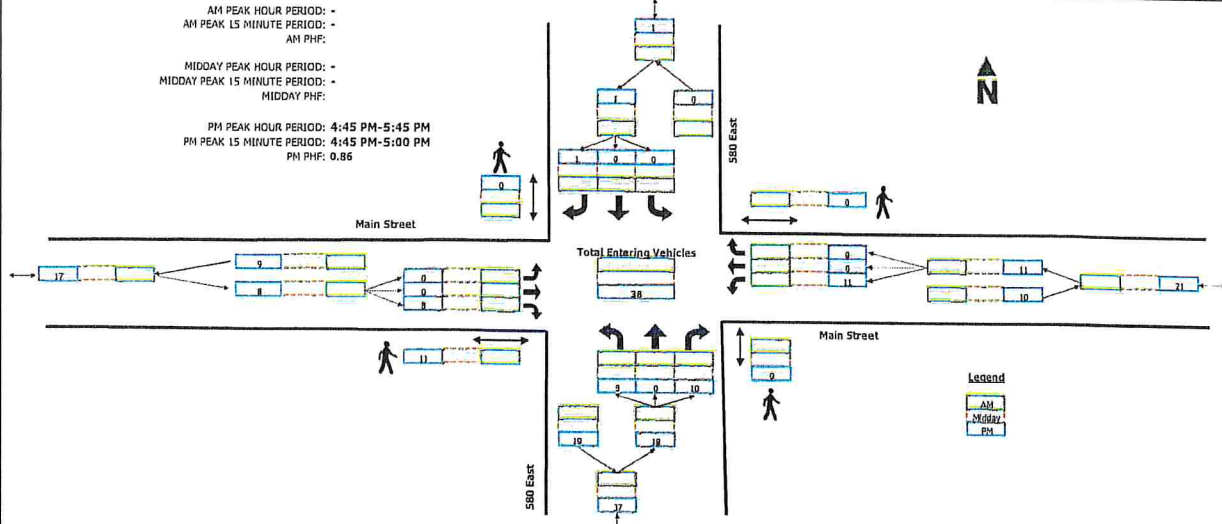 AM PEAK HOUR PERIOD: -
AM PEAK 15 MINUTE PERIOD: -
AM PHF:
MIDDAY PEAK HOUR PERIOD: -
MIDDAY PEAK 15 MINUTE PERIOD: -
MIDDAY PHF:
PM PEAK HOUR PERIOD: 4:45 PM-5:45 PM
PM PEAK 15 MINUTE PERIOD: 4:45 PM-5:00 PM
PM PHF: 0.86
1
N
1
0
580 East
1 0 0
0
0
Main Street
Total Entering Vehicles
38
17
9
8
0
0
8
0
0
11
11
10
21
Main Street
11
0
9 0 10
19
18
37
580 East
Legend
AM
Midday
PM